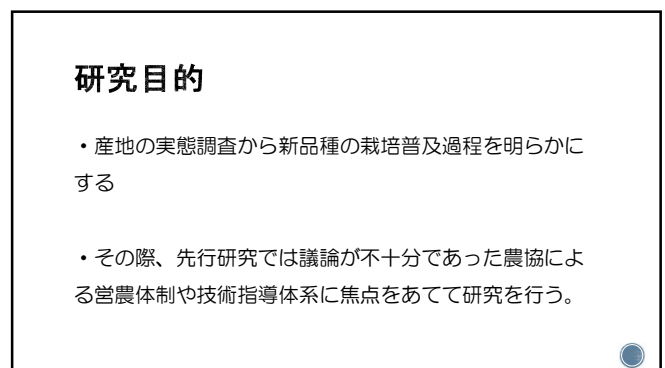 研究目的
・産地の実態調査から新品種の栽培普及過程を明らかに
する
・その際、先行研究では議論が不十分であった農協によ
る営農体制や技術指導体系に焦点をあてて研究を行う。